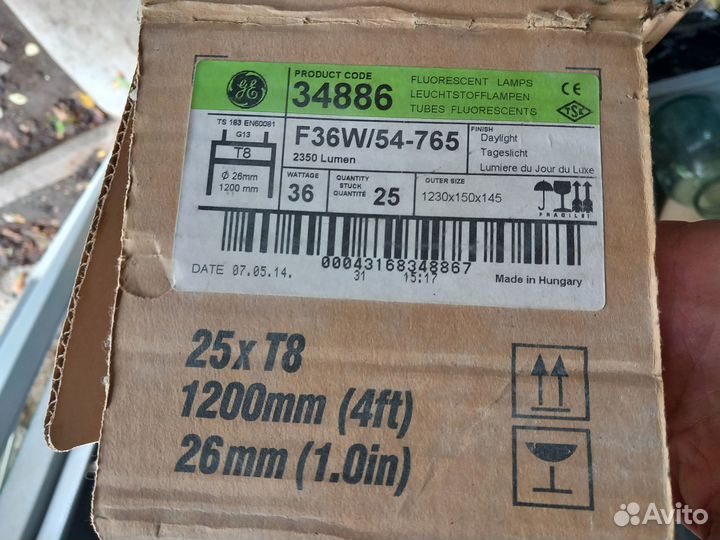 GE
PRODUCT CODE
34886
FLUORESCENT LAMPS
LEUCHTSTOFFLAMPEN
TUBES FLUORESCENTS
CE
TSE
TS 163 EN60081
G13
T8
Ø 26mm
1200 mm
F36W/54-765
2350 Lumen
FINISH
Daylight
Tageslicht
Lumiere du Jour du Luxe
WATTAGE
36
QUANTITY
STUCK
QUANTITÉ
25
OUTER SIZE
1230x150x145
FRAGILE!
00043168348867
DATE 07.05.14. 31 15:17
Made in Hungary
25xT8
1200mm (4ft)
26mm (1.0in)
Avito